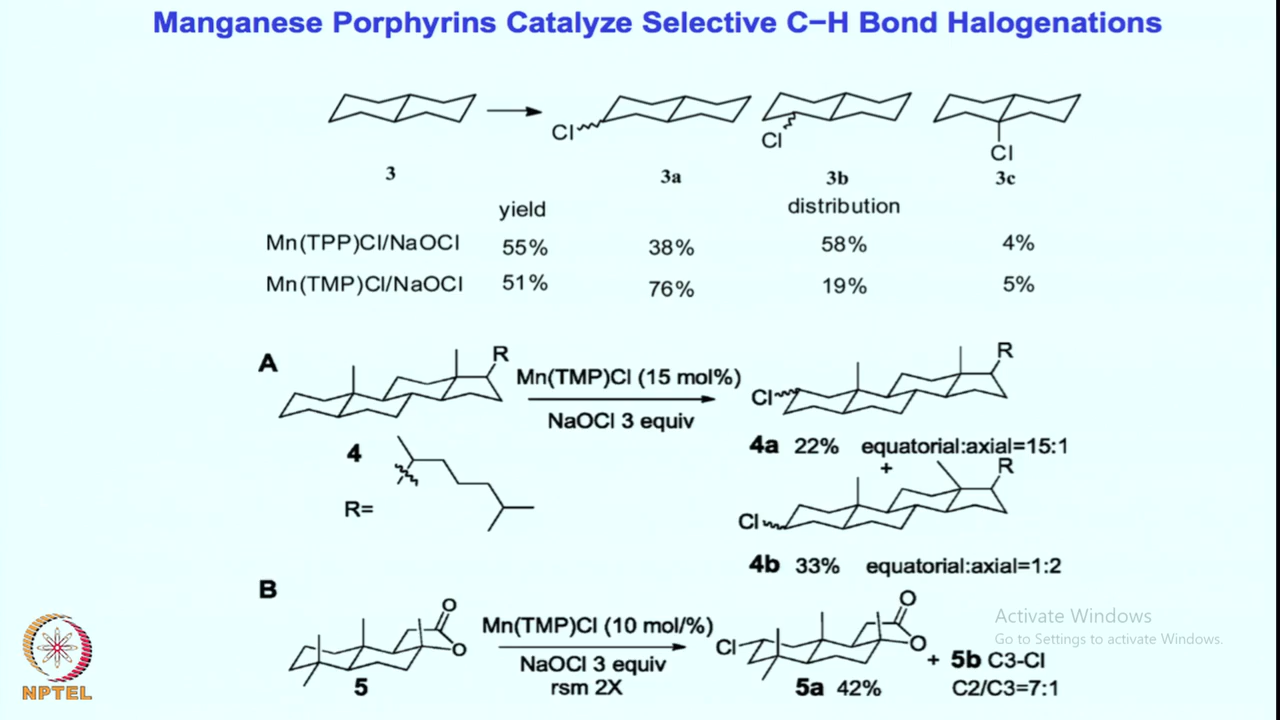 Manganese Porphyrins Catalyze Selective C−H Bond Halogenations
Cl
Cl
Cl
3
3a
3b
3c
yield
distribution
Mn(TPP)Cl/NaOCl 55% 38% 58% 4%
Mn(TMP)Cl/NaOCl 51% 76% 19% 5%
A
R
Mn(TMP)Cl (15 mol%)
NaOCl 3 equiv
R
Cl
4
4a 22% equatorial:axial=15:1
+
R
R=
Cl
4b 33% equatorial:axial=1:2
B
O
O
5
Mn(TMP)Cl (10 mol/%)
NaOCl 3 equiv
rsm 2X
O
O
Cl
5a 42%
+ 5b C3-Cl
C2/C3=7:1
Activate Windows
Go to Settings to activate Windows.
NPTEL